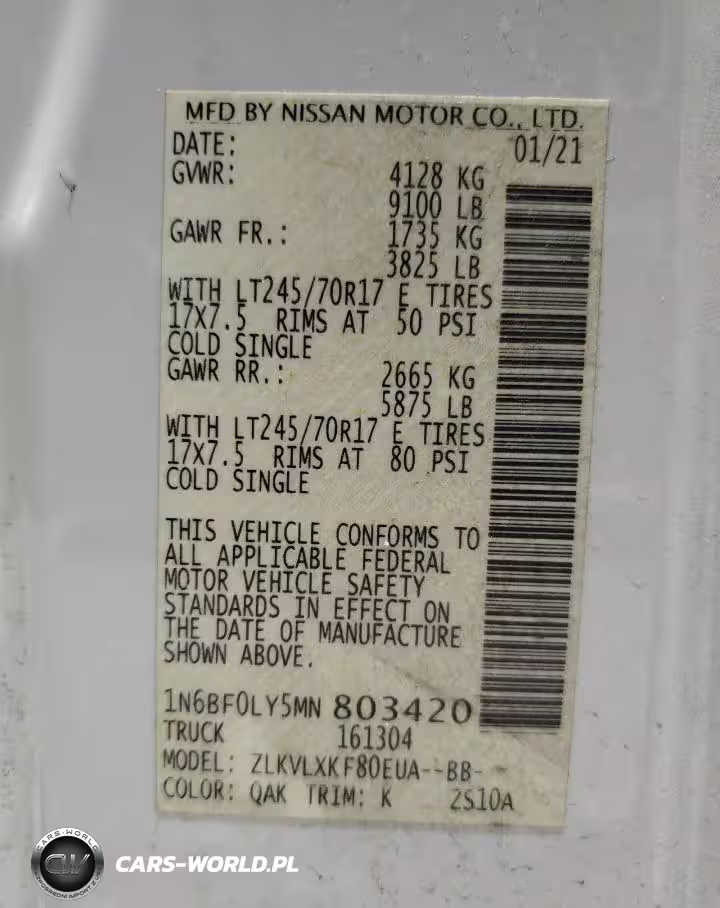 MFD BY NISSAN MOTOR CO., LTD.
DATE: 01/21
GVWR: 4128 KG
9100 LB
GAWR FR.: 1735 KG
3825 LB
WITH LT245/70R17 E TIRES
17X7.5 RIMS AT 50 PSI
COLD SINGLE
GAWR RR.: 2665 KG
5875 LB
WITH LT245/70R17 E TIRES
17X7.5 RIMS AT 80 PSI
COLD SINGLE
THIS VEHICLE CONFORMS TO
ALL APPLICABLE FEDERAL
MOTOR VEHICLE SAFETY
STANDARDS IN EFFECT ON
THE DATE OF MANUFACTURE
SHOWN ABOVE.
1N6BF0LY5MN 803420
TRUCK 161304
MODEL: ZLKVLXKF80EUA--BB--
COLOR: QAK TRIM: K 2S10A
CARS-WORLD
CW
CARS-WORLD.PL